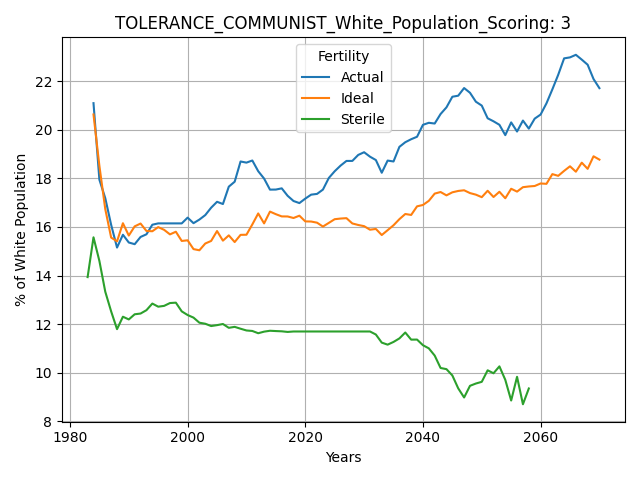 TOLERANCE_COMMUNIST_White_Population_Scoring: 3
Fertility
Actual
Ideal
Sterile
% of White Population
22
20
18
16
14
12
10
8
1980
2000
2020
2040
2060
Years